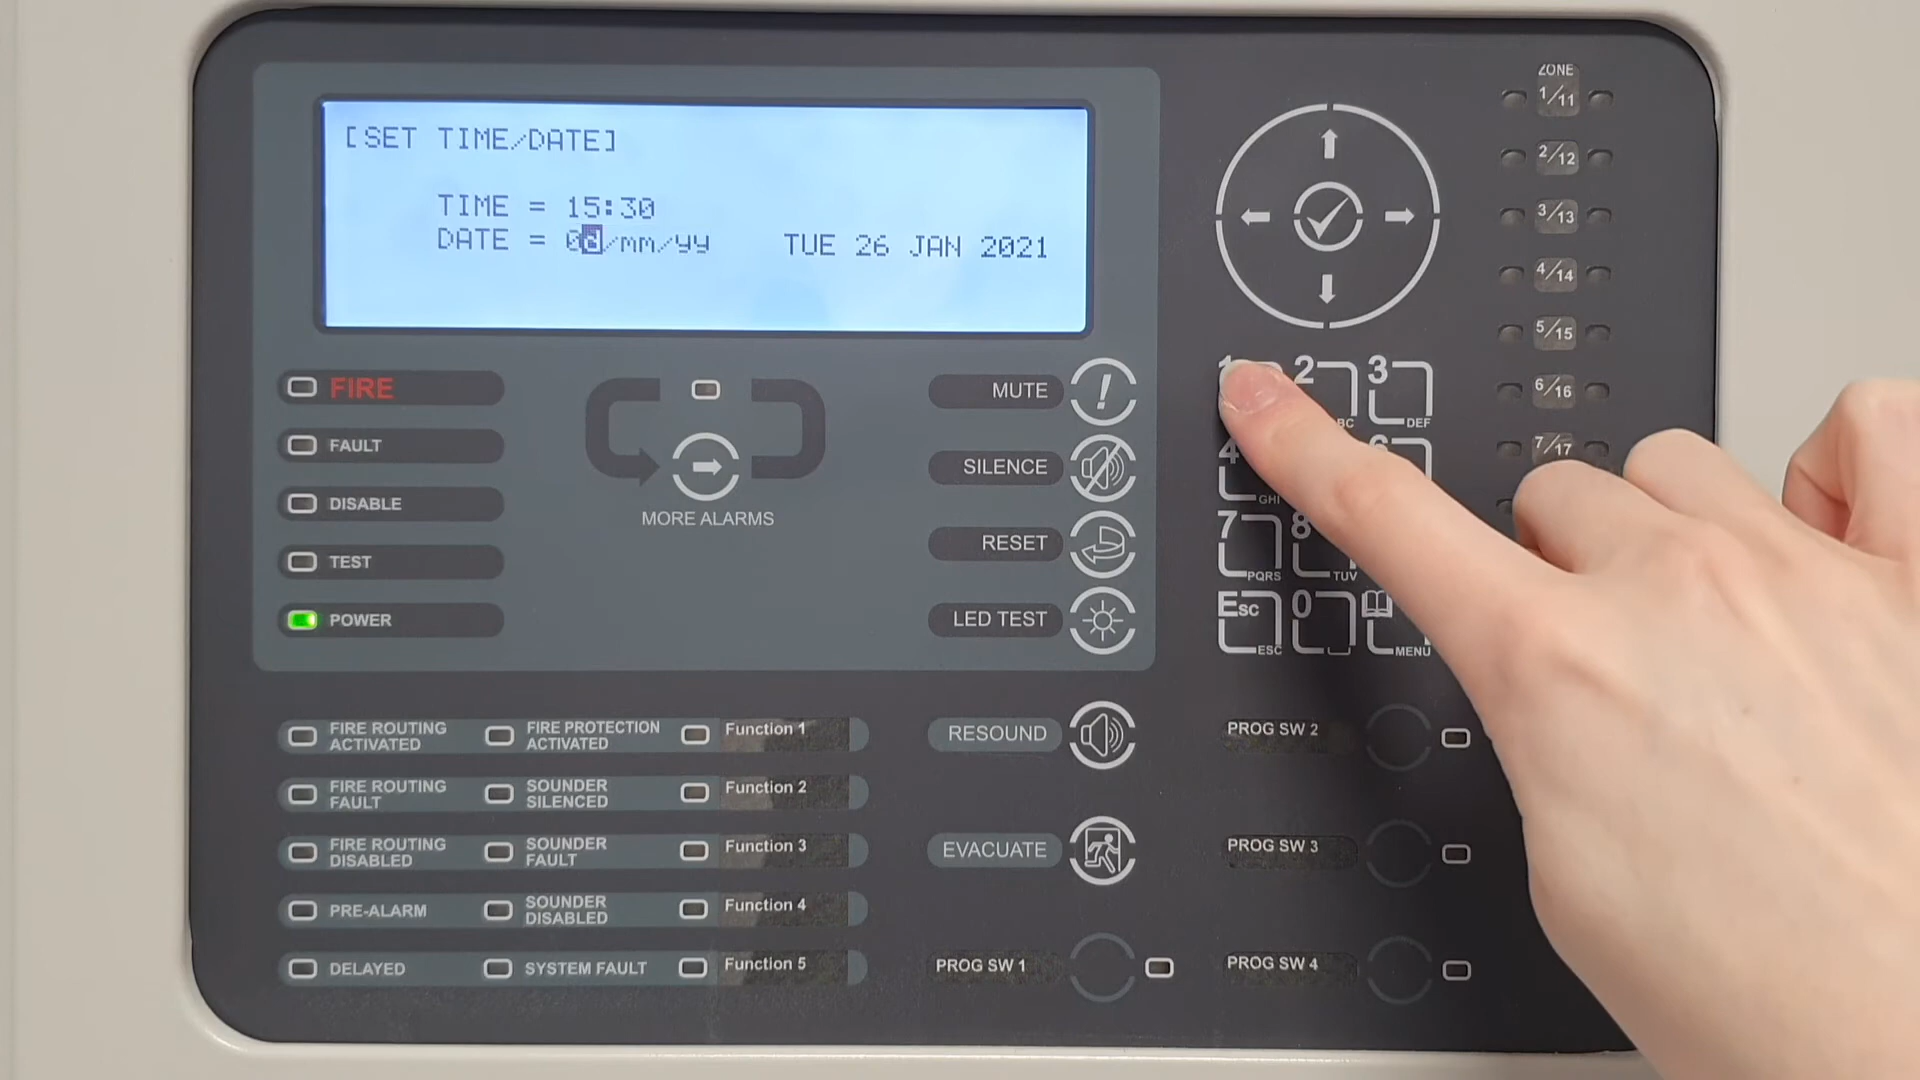 [SET TIME/DATE]
TIME = 15:30
DATE = 0d/mm/yy TUE 26 JAN 2021
FIRE
FAULT
DISABLE
TEST
POWER
MORE ALARMS
MUTE
SILENCE
RESET
LED TEST
ZONE
1/11
2/12
3/13
4/14
5/15
6/16
7/17
1
2
3
DEF
4
GHI
7
PQRS
8
TUV
Esc
ESC
0
MENU
FIRE ROUTING
ACTIVATED
FIRE PROTECTION
ACTIVATED
Function 1
FIRE ROUTING
FAULT
SOUNDER
SILENCED
Function 2
FIRE ROUTING
DISABLED
SOUNDER
FAULT
Function 3
PRE-ALARM
SOUNDER
DISABLED
Function 4
DELAYED
SYSTEM FAULT
Function 5
RESOUND
EVACUATE
PROG SW 1
PROG SW 2
PROG SW 3
PROG SW 4